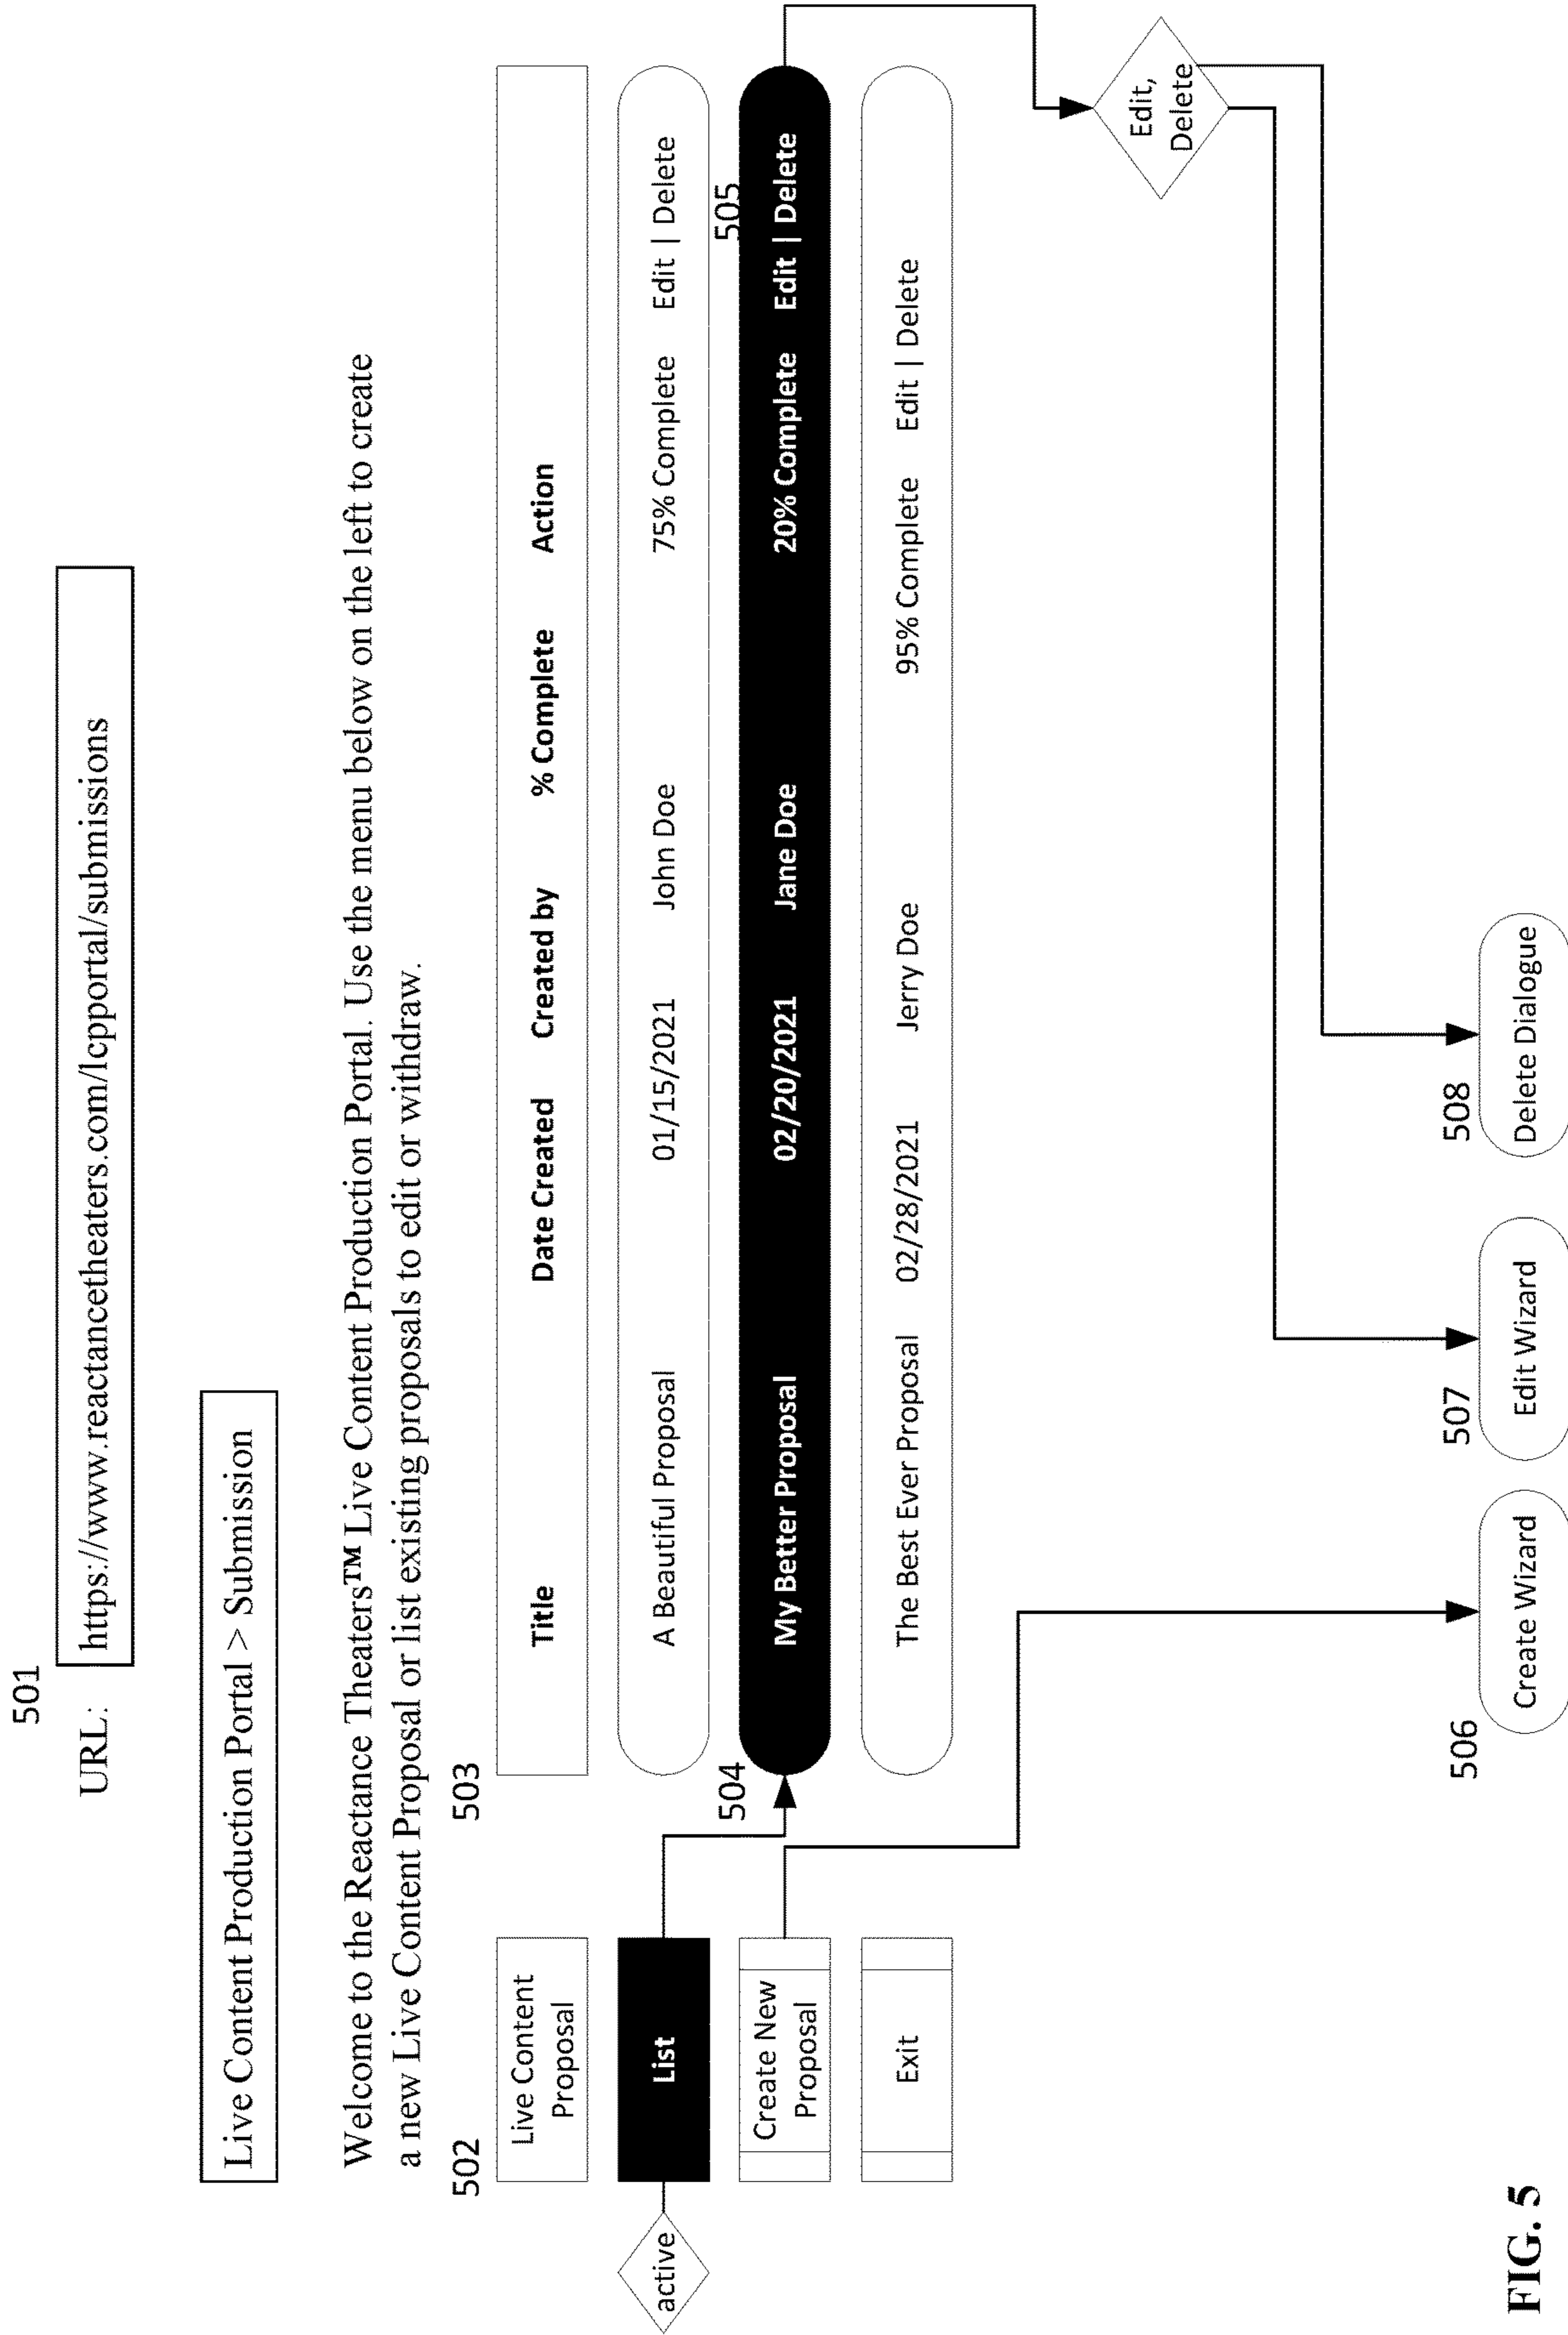 501
URL: https://www.reactancetheaters.com/lcpportal/submissions
Live Content Production Portal > Submission
Welcome to the Reactance Theaters™ Live Content Production Portal. Use the menu below on the left to create
a new Live Content Proposal or list existing proposals to edit or withdraw.
502
503
Live Content
Proposal
Title Date Created Created by % Complete Action
active
List
A Beautiful Proposal 01/15/2021 John Doe 75% Complete Edit | Delete
504
505
Create New
Proposal
My Better Proposal 02/20/2021 Jane Doe 20% Complete Edit | Delete
Exit
The Best Ever Proposal 02/28/2021 Jerry Doe 95% Complete Edit | Delete
Edit,
Delete
506
507
508
Create Wizard
Edit Wizard
Delete Dialogue
FIG. 5